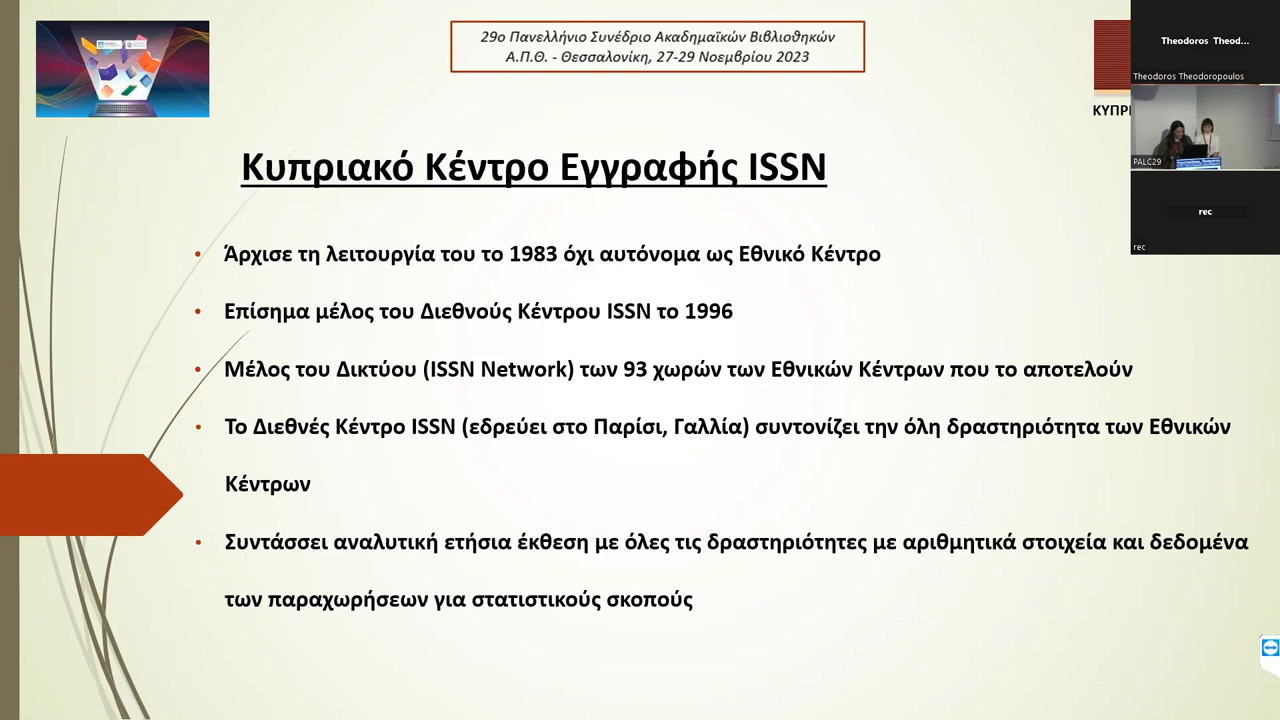 29ο Πανελλήνιο Συνέδριο Ακαδημαϊκών Βιβλιοθηκών
Α.Π.Θ. - Θεσσαλονίκη, 27-29 Νοεμβρίου 2023
ΚΥΠΡΙ
Theodoros Theod...
Theodoros Theodoropoulos
PALC29
rec
rec
Κυπριακό Κέντρο Εγγραφής ISSN
• Άρχισε τη λειτουργία του το 1983 όχι αυτόνομα ως Εθνικό Κέντρο
• Επίσημα μέλος του Διεθνούς Κέντρου ISSN το 1996
• Μέλος του Δικτύου (ISSN Network) των 93 χωρών των Εθνικών Κέντρων που το αποτελούν
• Το Διεθνές Κέντρο ISSN (εδρεύει στο Παρίσι, Γαλλία) συντονίζει την όλη δραστηριότητα των Εθνικών
Κέντρων
• Συντάσσει αναλυτική ετήσια έκθεση με όλες τις δραστηριότητες με αριθμητικά στοιχεία και δεδομένα
των παραχωρήσεων για στατιστικούς σκοπούς